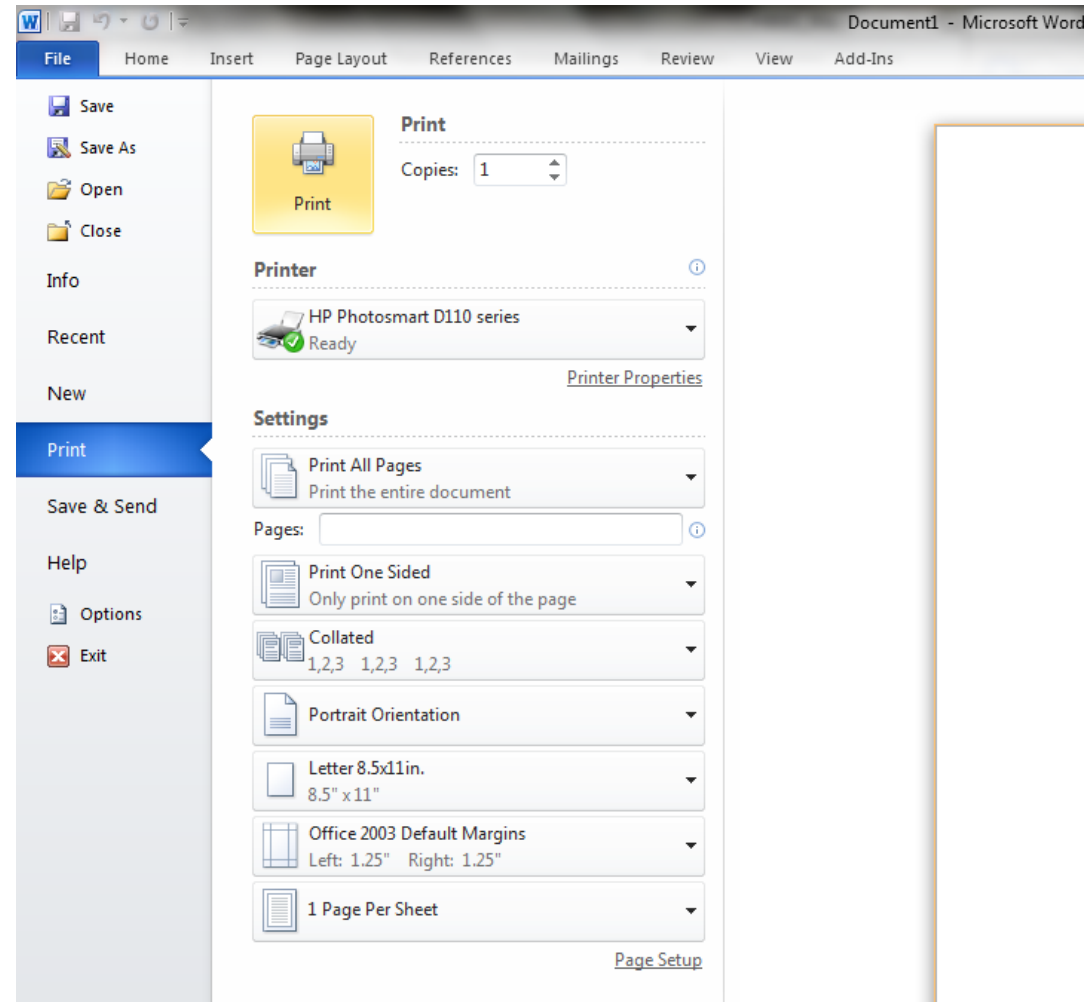 W Document1 - Microsoft Word
File Home Insert Page Layout References Mailings Review View Add-Ins
Save
Save As
Open
Close
Info
Recent
New
Print
Save & Send
Help
Options
Exit
Print
Print
Copies: 1
Printer
HP Photosmart D110 series
Ready
Printer Properties
Settings
Print All Pages
Print the entire document
Pages:
Print One Sided
Only print on one side of the page
Collated
1,2,3 1,2,3 1,2,3
Portrait Orientation
Letter 8.5x11in.
8.5" x 11"
Office 2003 Default Margins
Left: 1.25" Right: 1.25"
1 Page Per Sheet
Page Setup